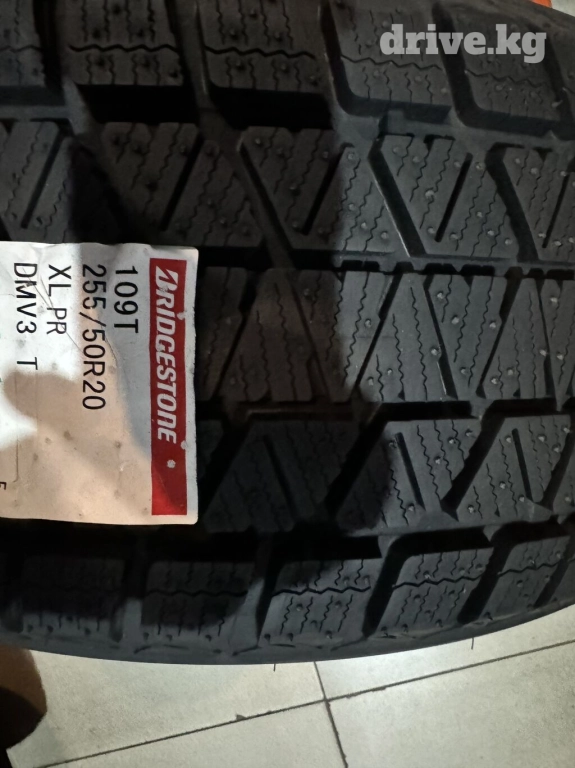 drive.kg
BRIDGESTONE
109T
255/50R20
XL PR
DMV3 T